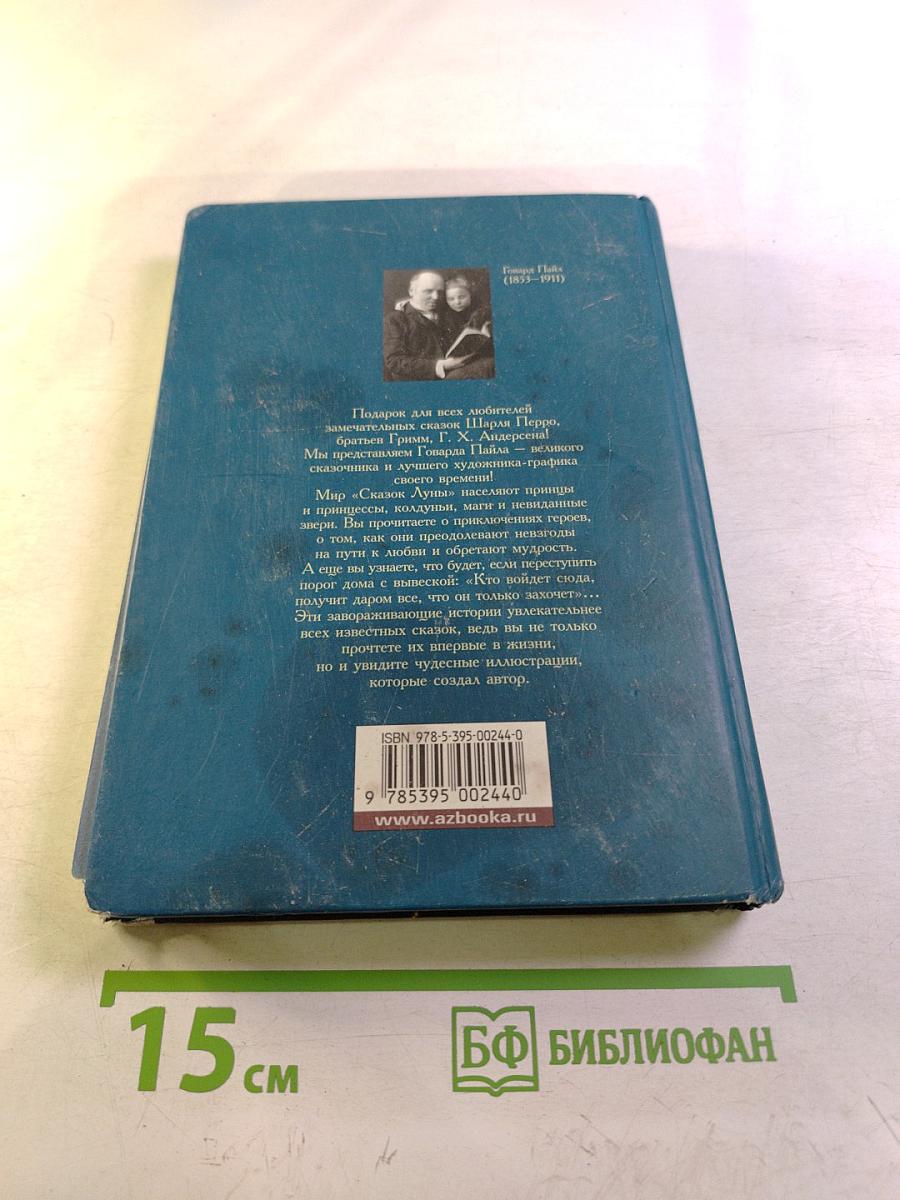 Говард Пайл
(1853—1911)
Подарок для всех любителей
замечательных сказок Шарля Перро,
братьев Гримм, Г. Х. Андерсена!
Мы представляем Говарда Пайла — великого
сказочника и лучшего художника-графика
своего времени!
Мир «Сказок Луны» населяют принцы
и принцессы, колдуньи, маги и невиданные
звери. Вы прочитаете о приключениях героев,
о том, как они преодолевают невзгоды
на пути к любви и обретают мудрость.
А еще вы узнаете, что будет, если переступить
порог дома с вывеской: «Кто войдет сюда,
получит даром все, что он только захочет»...
Эти завораживающие истории увлекательнее
всех известных сказок, ведь вы не только
прочтете их впервые в жизни,
но и увидите чудесные иллюстрации,
которые создал автор.
ISBN 978-5-395-00244-0
9 785395 002440
www.azbooka.ru
15 см
БФ БИБЛИОФАН